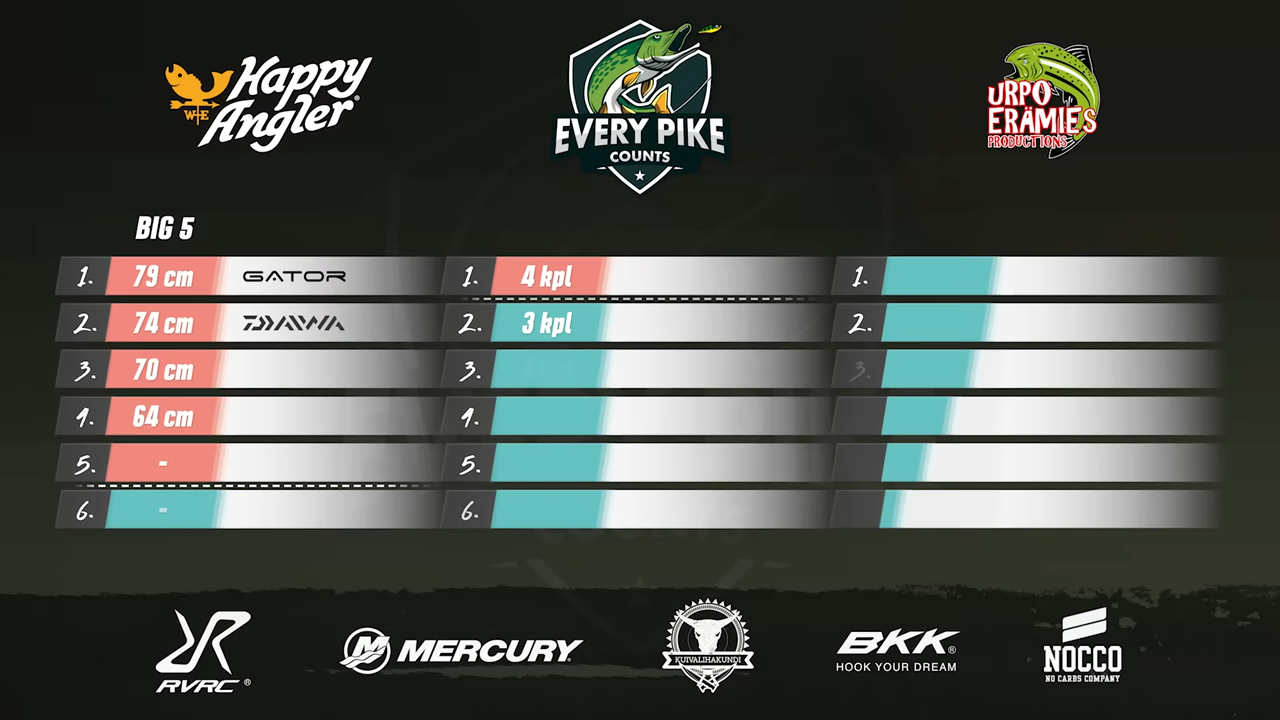 Happy
Angler®
W E
EVERY PIKE
COUNTS
URPO
ERÄMIES
PRODUCTIONS
BIG 5
1. 79 cm GATOR
2. 74 cm DAIWA
3. 70 cm
4. 64 cm
5. -
6. -
1. 4 kpl
2. 3 kpl
3.
4.
5.
6.
1.
2.
3.
RVRC®
MERCURY®
KUIVALIHAKUNDI
BKK®
HOOK YOUR DREAM
NOCCO
NO CARBS COMPANY